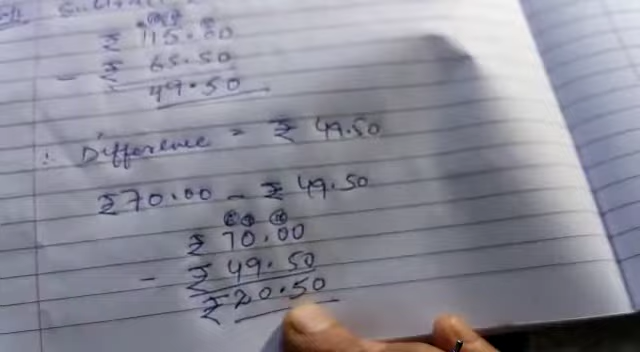 ₹ 115.00
- ₹ 65.50
49.50
∴ Difference = ₹ 49.50
₹70.00 - ₹ 49.50
₹ 70.00
- ₹ 49.50
₹20.50